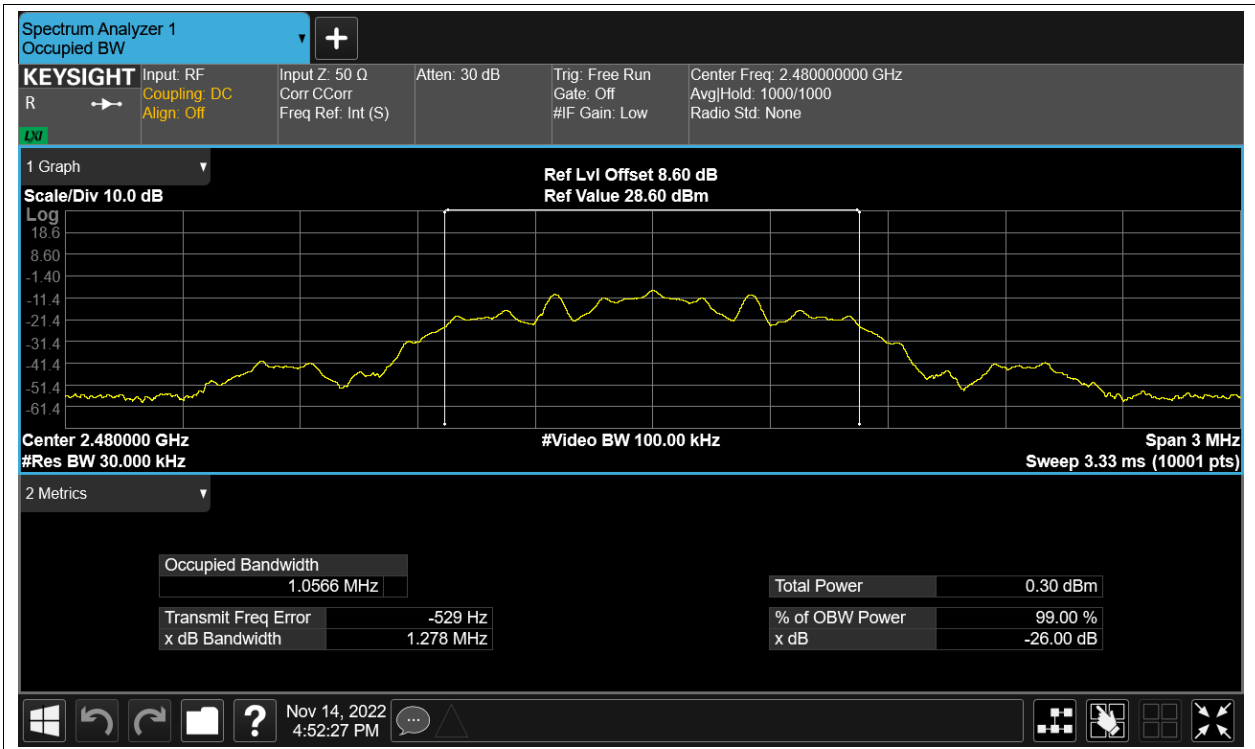 Spectrum Analyzer 1
Occupied BW
KEYSIGHT
R
LXI
Input: RF
Coupling: DC
Align: Off
Input Z: 50 Ω
Corr CCorr
Freq Ref: Int (S)
Atten: 30 dB
Trig: Free Run
Gate: Off
#IF Gain: Low
Center Freq: 2.480000000 GHz
Avg|Hold: 1000/1000
Radio Std: None
1 Graph
Scale/Div 10.0 dB
Ref Lvl Offset 8.60 dB
Ref Value 28.60 dBm
Log
18.6
8.60
-1.40
-11.4
-21.4
-31.4
-41.4
-51.4
-61.4
Center 2.480000 GHz
#Res BW 30.000 kHz
#Video BW 100.00 kHz
Span 3 MHz
Sweep 3.33 ms (10001 pts)
2 Metrics
Occupied Bandwidth
1.0566 MHz
Transmit Freq Error -529 Hz
x dB Bandwidth 1.278 MHz
Total Power 0.30 dBm
% of OBW Power 99.00 %
x dB -26.00 dB
?
Nov 14, 2022
4:52:27 PM